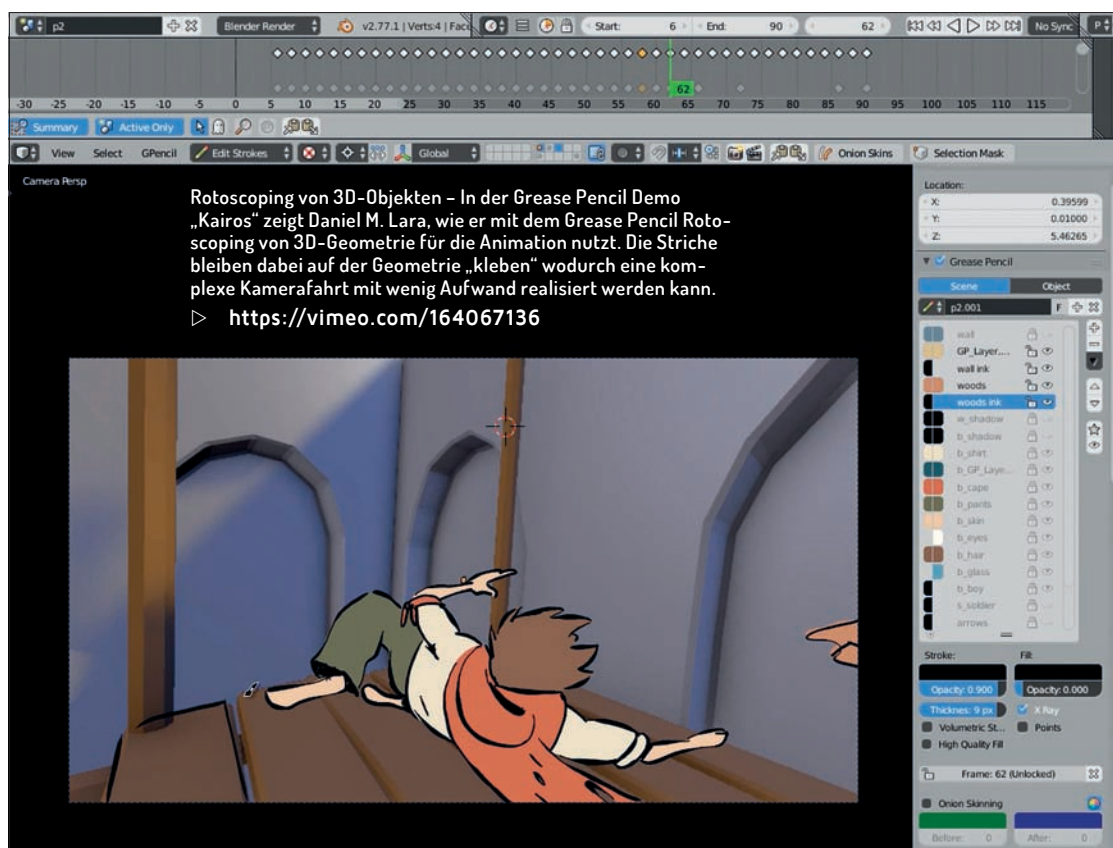 p2 Blender Render v2.77.1 | Verts:4 | Fac Start: 6 End: 90 62 No Sync P
62
-30 -25 -20 -15 -10 -5 0 5 10 15 20 25 30 35 40 45 50 55 60 65 70 75 80 85 90 95 100 105 110 115
Summary Active Only
View Select GPencil Edit Strokes Global Onion Skins Selection Mask
Camera Persp
Rotoscoping von 3D-Objekten – In der Grease Pencil Demo
„Kairos“ zeigt Daniel M. Lara, wie er mit dem Grease Pencil Roto-
scoping von 3D-Geometrie für die Animation nutzt. Die Striche
bleiben dabei auf der Geometrie „kleben“ wodurch eine kom-
plexe Kamerafahrt mit wenig Aufwand realisiert werden kann.
▷ https://vimeo.com/164067136
Location:
X: 0.39599
Y: 0.01000
Z: 5.46265
Grease Pencil
Scene Object
p2.001 F
wall
GP_Layer....
wall ink
woods
woods ink
w_shadow
b_shadow
b_shirt
b_GP_Laye...
b_cape
b_pants
b_skin
b_eyes
b_hair
b_glass
b_boy
s_soldier
arrows
Stroke: Fill:
Opacity: 0.900 Opacity: 0.000
Thicknes: 9 px X Ray
Volumetric St... Points
High Quality Fill
Frame: 62 (Unlocked)
Onion Skinning
Before: 0 After: 0